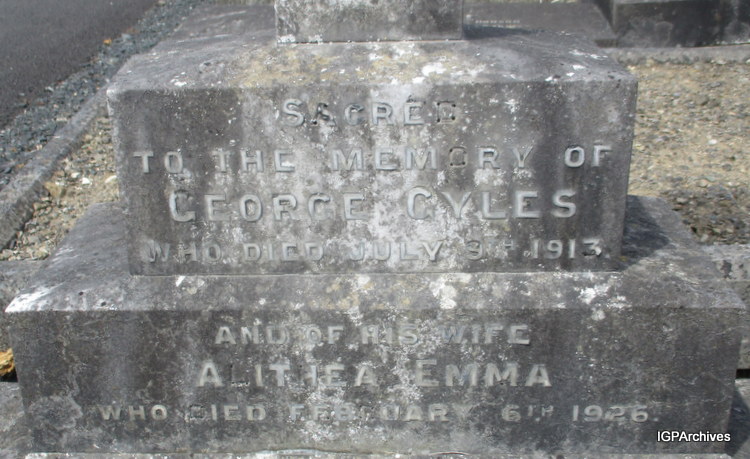 SACRED
TO THE MEMORY OF
GEORGE GYLES
WHO DIED JULY 9TH 1913.
AND OF HIS WIFE
ALITHEA EMMA
WHO DIED FEBRUARY 6TH 1926.
IGPArchives